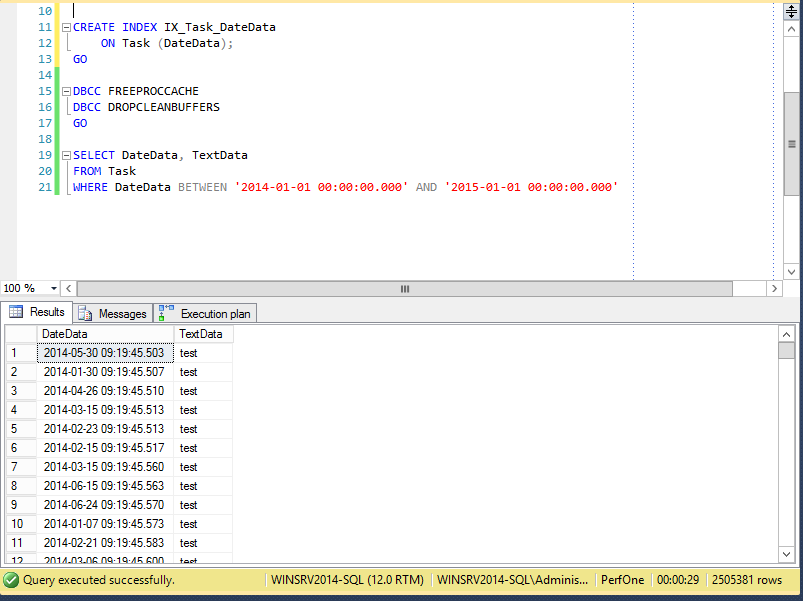 10
11 CREATE INDEX IX_Task_DateData
12 ON Task (DateData);
13 GO
14
15 DBCC FREEPROCCACHE
16 DBCC DROPCLEANBUFFERS
17 GO
18
19 SELECT DateData, TextData
20 FROM Task
21 WHERE DateData BETWEEN '2014-01-01 00:00:00.000' AND '2015-01-01 00:00:00.000'
100 %
Results Messages Execution plan
DateData TextData
1 2014-05-30 09:19:45.503 test
2 2014-01-30 09:19:45.507 test
3 2014-04-26 09:19:45.510 test
4 2014-03-15 09:19:45.513 test
5 2014-02-23 09:19:45.513 test
6 2014-02-15 09:19:45.517 test
7 2014-03-15 09:19:45.560 test
8 2014-06-15 09:19:45.563 test
9 2014-06-24 09:19:45.570 test
10 2014-01-07 09:19:45.573 test
11 2014-02-21 09:19:45.583 test
12 2014-03-06 09:19:45.600 test
Query executed successfully. WINSRV2014-SQL (12.0 RTM) WINSRV2014-SQL\Adminis... PerfOne 00:00:29 2505381 rows